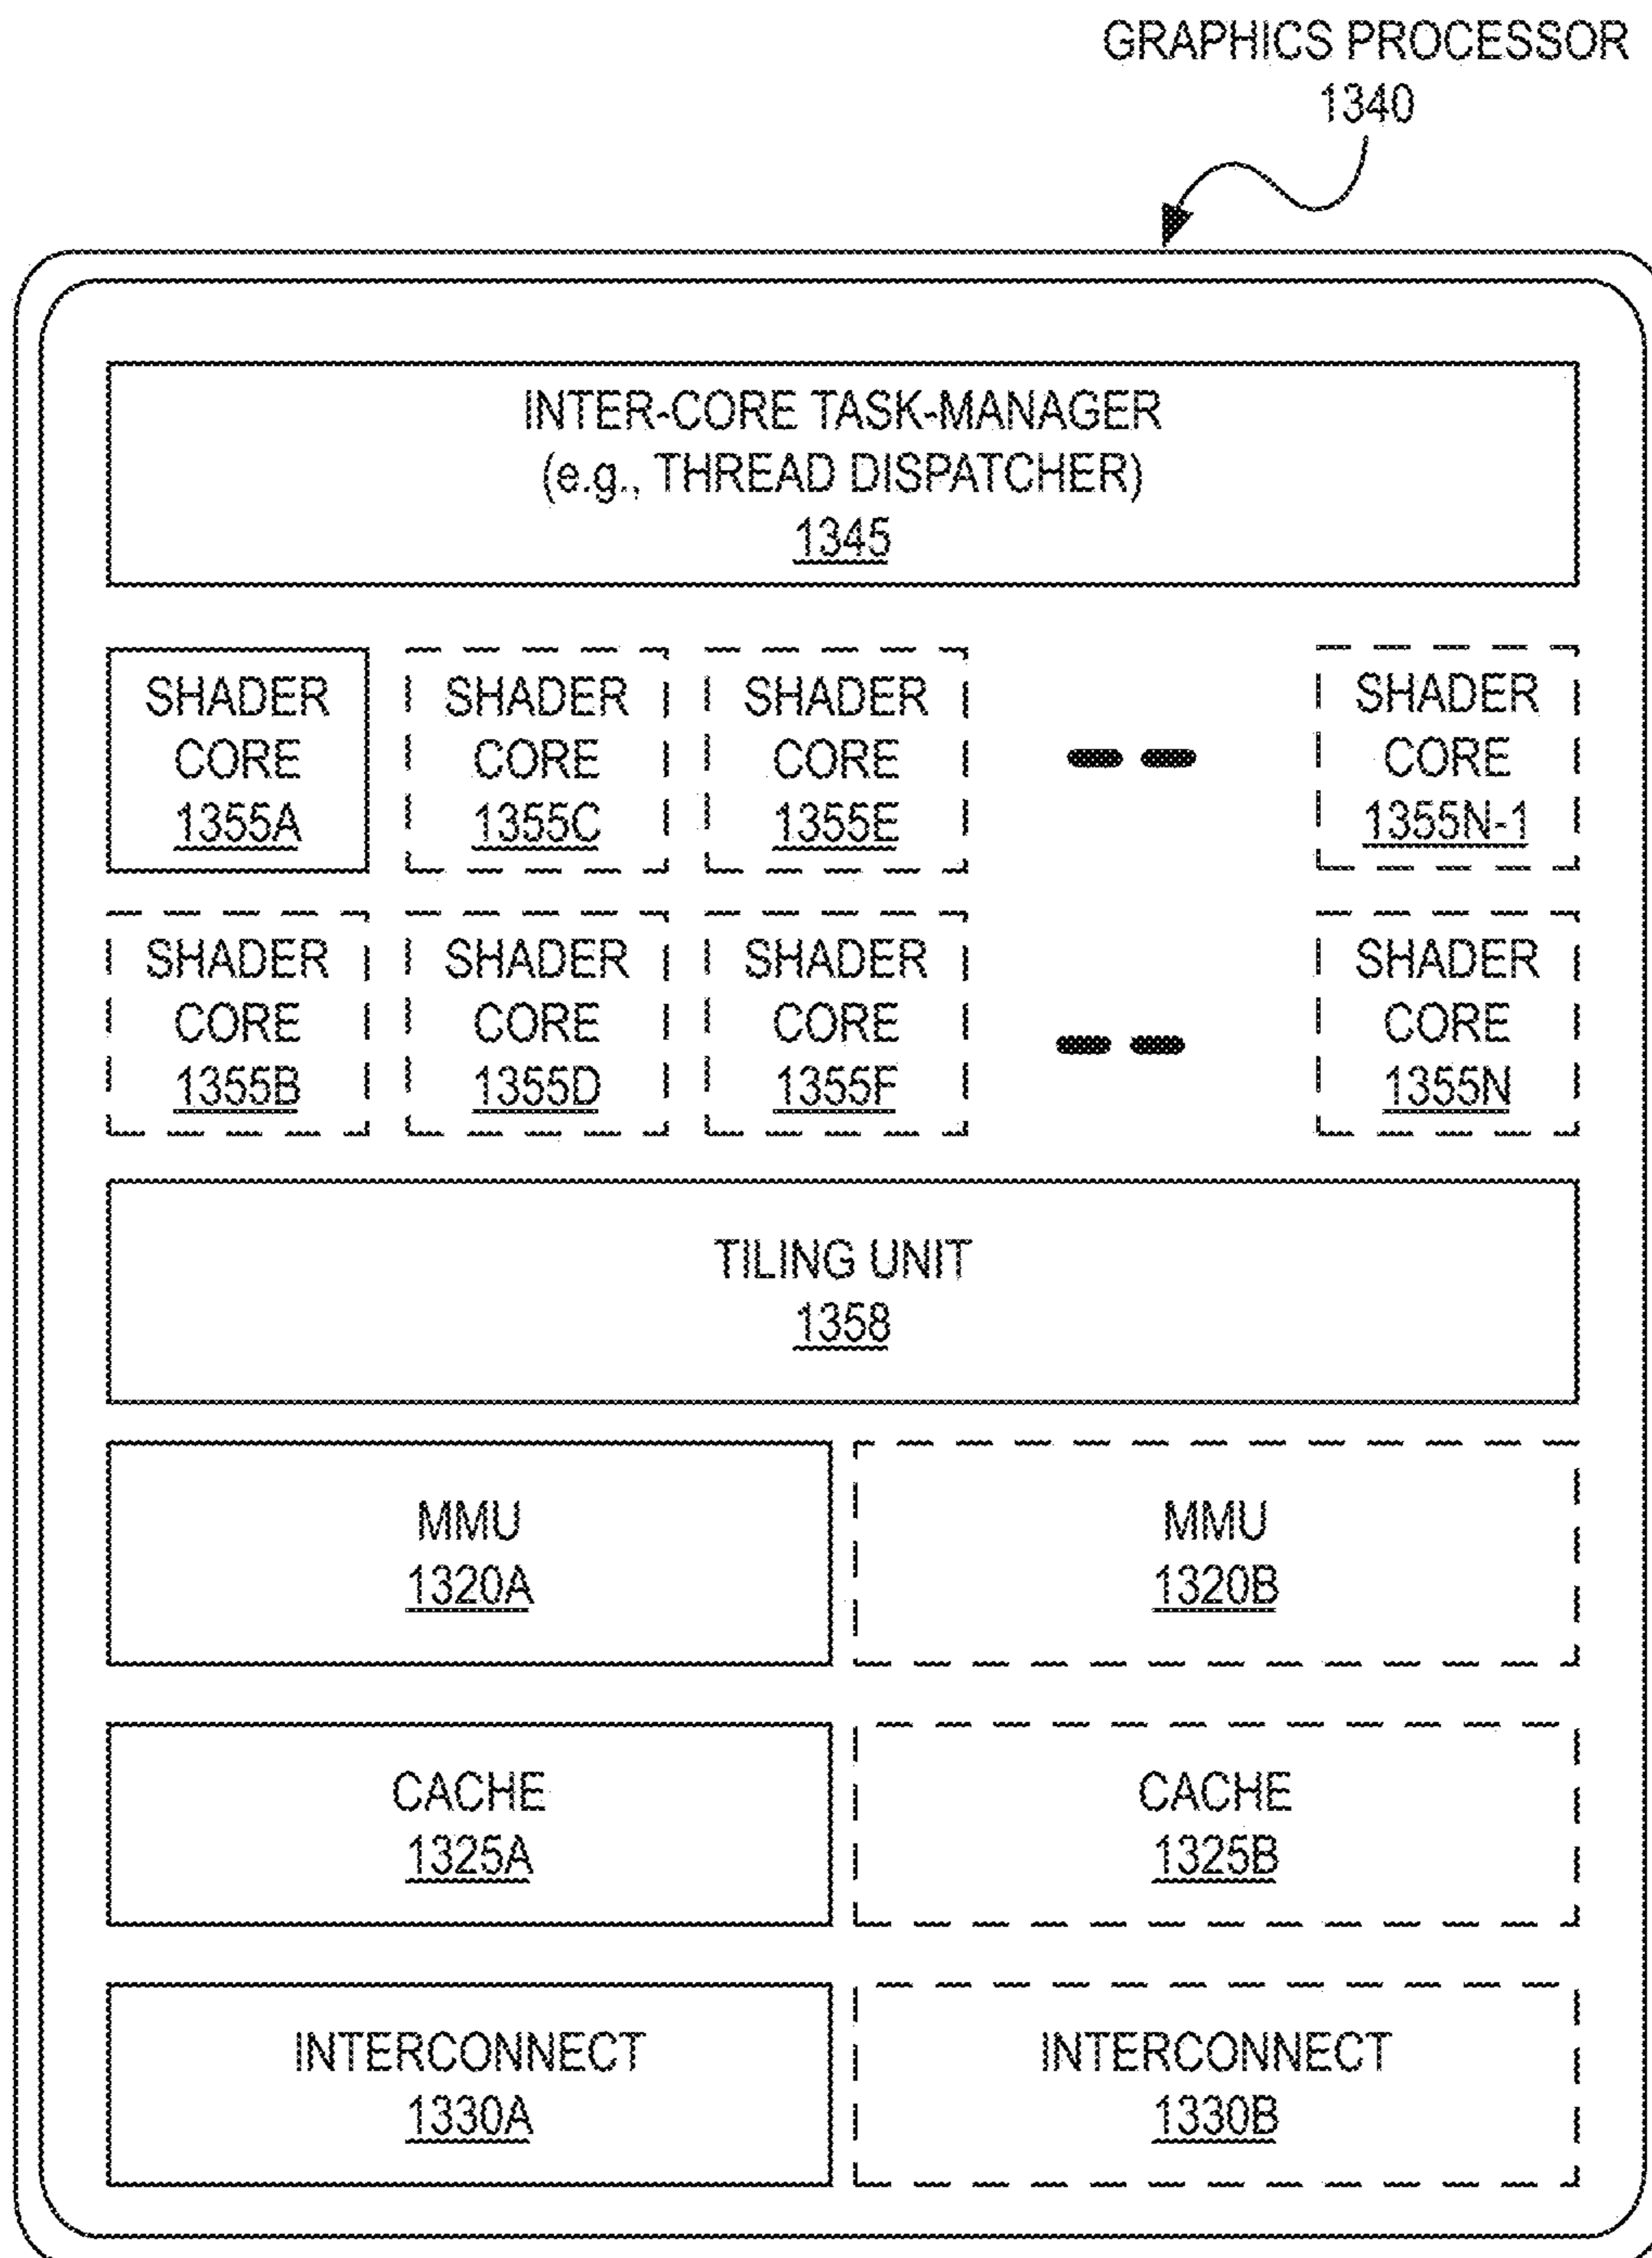 GRAPHICS PROCESSOR
1340
INTER-CORE TASK-MANAGER
(e.g., THREAD DISPATCHER)
1345
SHADER
CORE
1355A
SHADER
CORE
1355C
SHADER
CORE
1355E
SHADER
CORE
1355N-1
SHADER
CORE
1355B
SHADER
CORE
1355D
SHADER
CORE
1355F
SHADER
CORE
1355N
TILING UNIT
1358
MMU
1320A
MMU
1320B
CACHE
1325A
CACHE
1325B
INTERCONNECT
1330A
INTERCONNECT
1330B